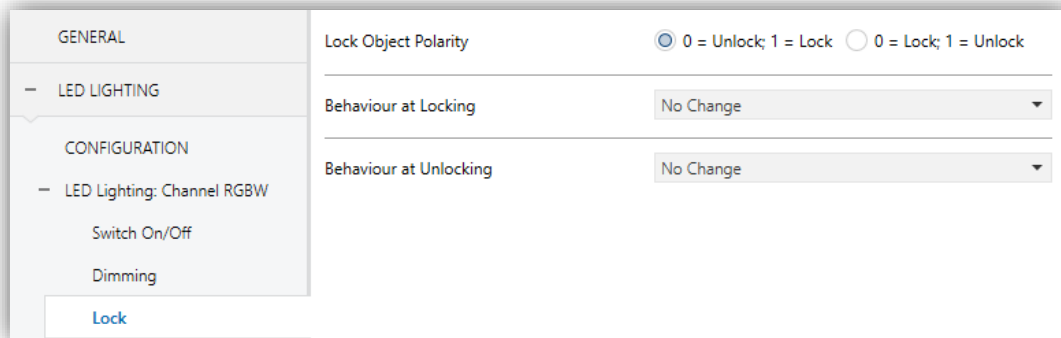 GENERAL
LED LIGHTING
CONFIGURATION
LED Lighting: Channel RGBW
Switch On/Off
Dimming
Lock
Lock Object Polarity
0 = Unlock; 1 = Lock
0 = Lock; 1 = Unlock
Behaviour at Locking
No Change
Behaviour at Unlocking
No Change